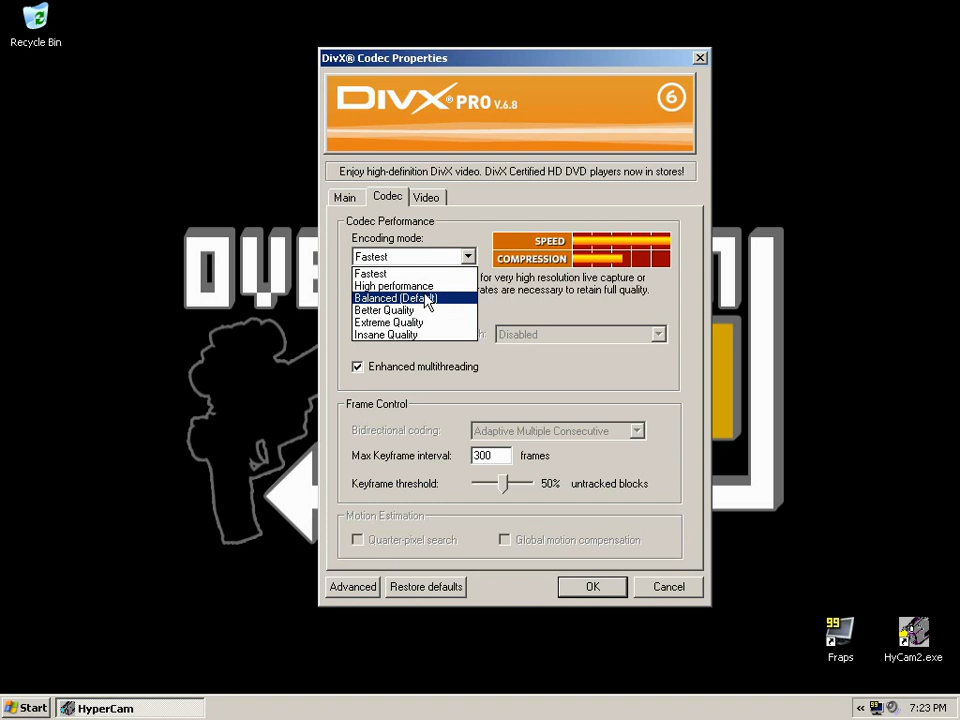 Recycle Bin
DivX® Codec Properties
DIVX® PRO V.6.8
6
Enjoy high-definition DivX video. DivX Certified HD DVD players now in stores!
Main
Codec
Video
Codec Performance
Encoding mode:
Fastest
SPEED
COMPRESSION
Fastest
High performance
Balanced (Default)
Better Quality
Extreme Quality
Insane Quality
for very high resolution live capture or
rates are necessary to retain full quality.
Disabled
Enhanced multithreading
Frame Control
Bidirectional coding:
Adaptive Multiple Consecutive
Max Keyframe interval:
300
frames
Keyframe threshold:
50%
untracked blocks
Motion Estimation
Quarter-pixel search
Global motion compensation
Advanced
Restore defaults
OK
Cancel
99
Fraps
HyCam2.exe
Start
HyperCam
99
7:23 PM